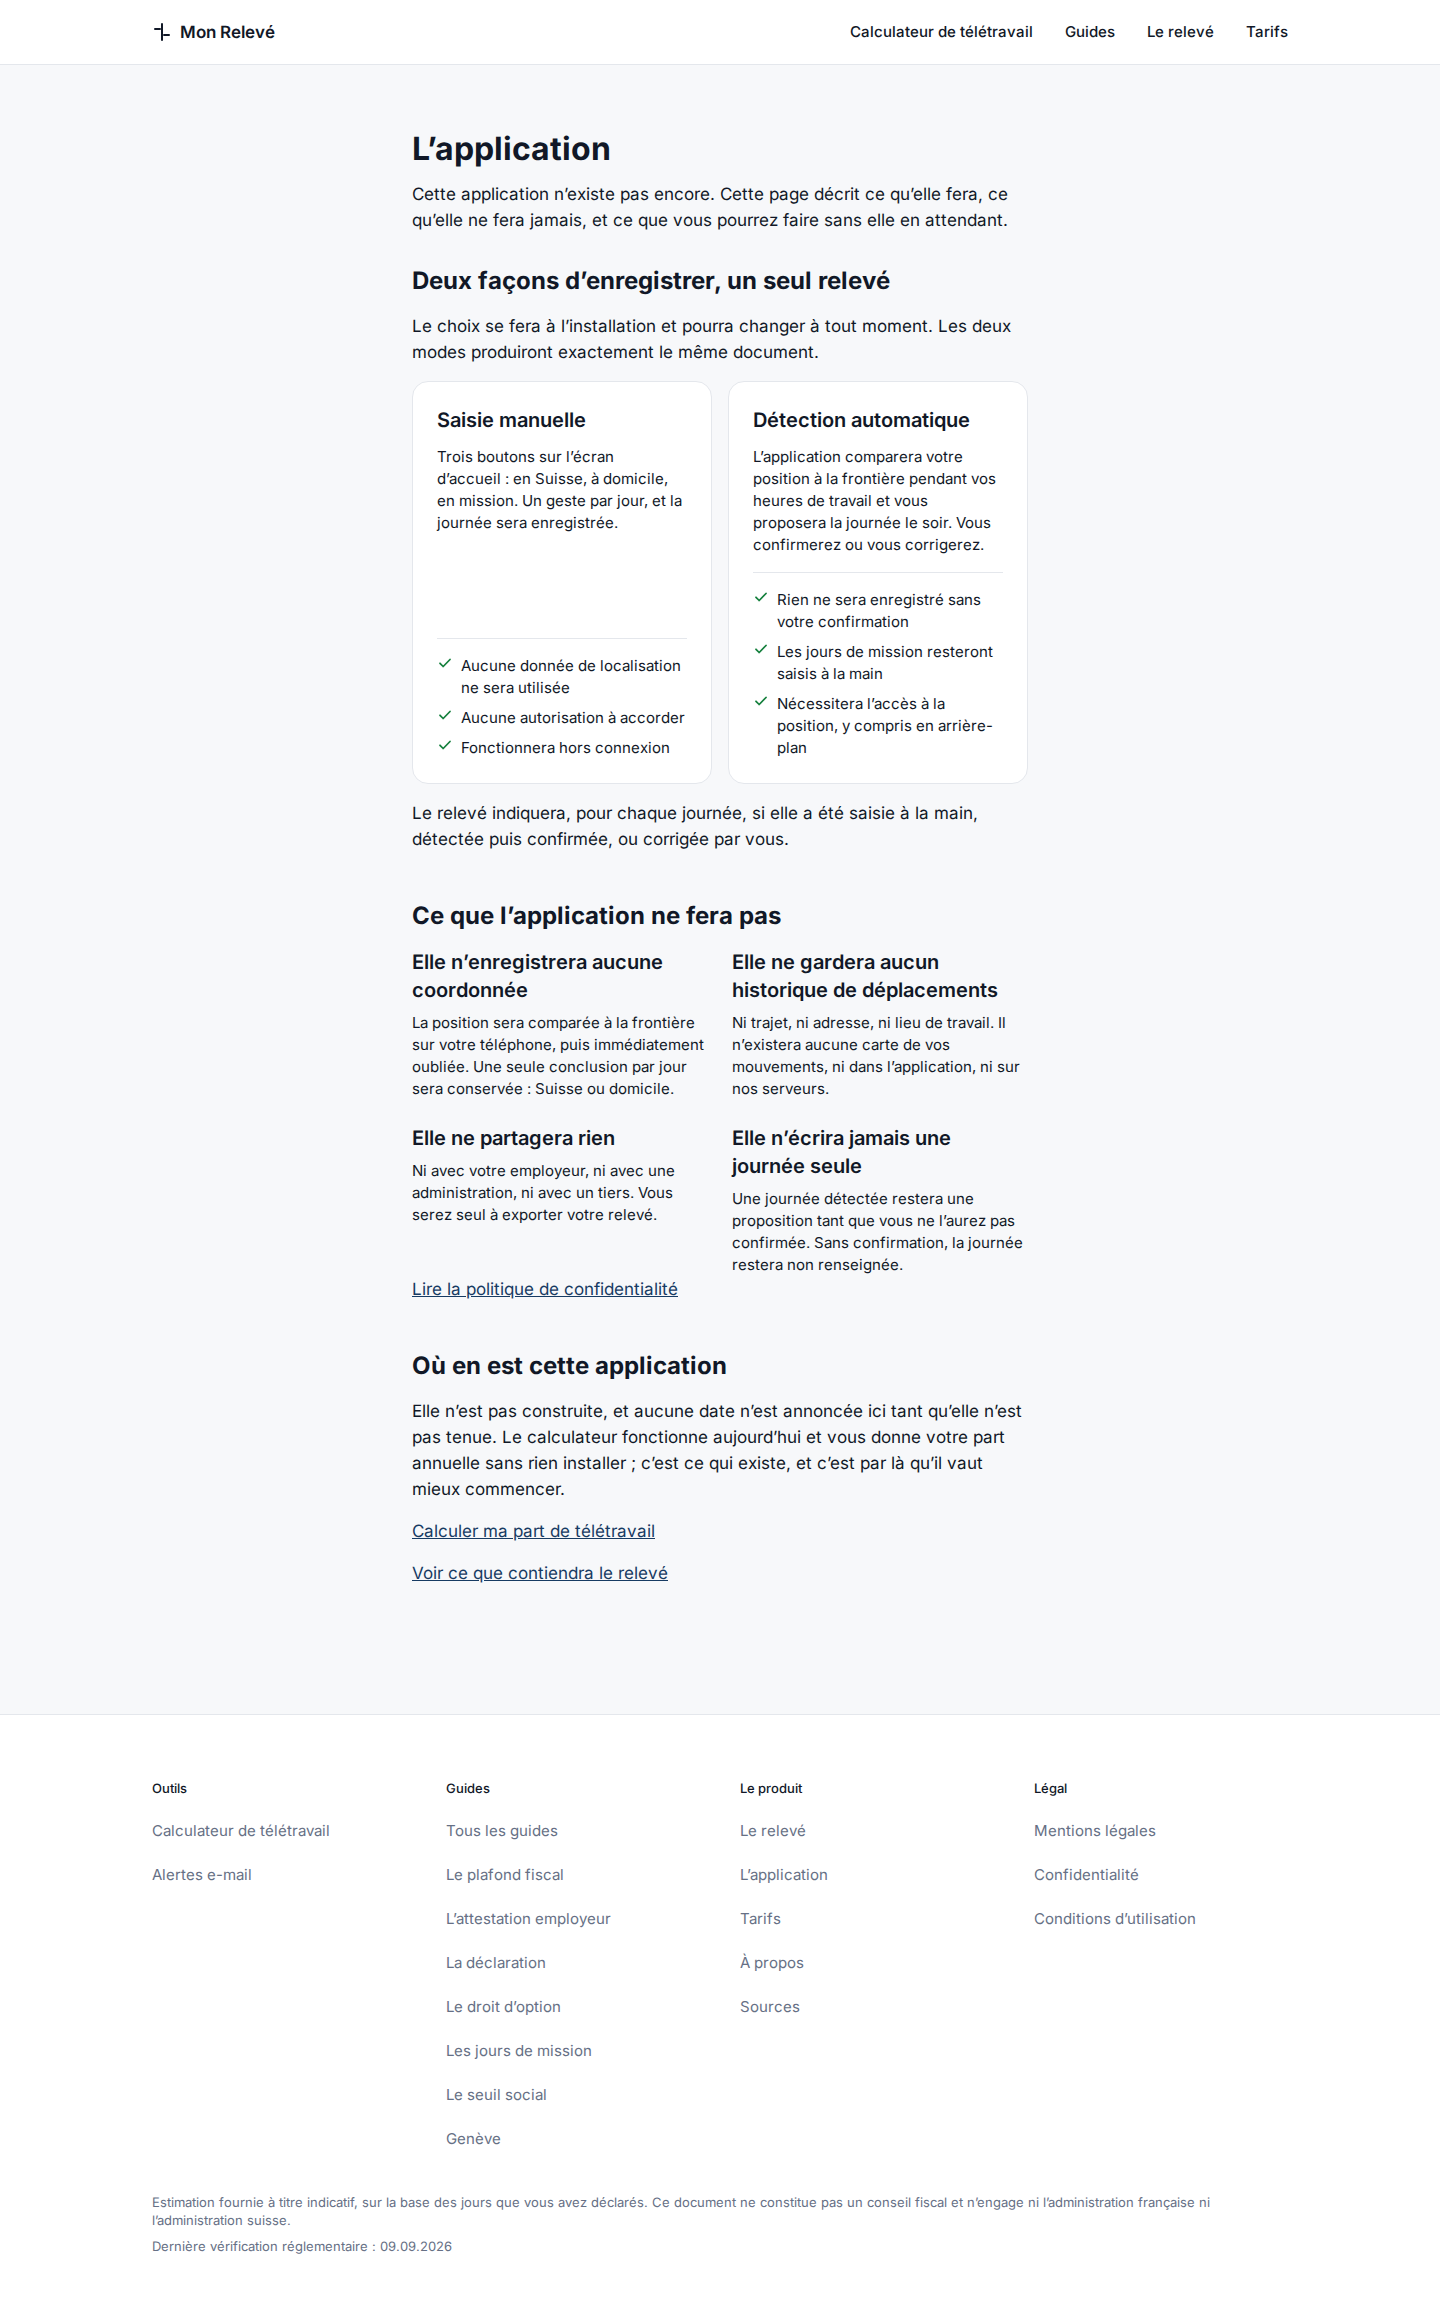 Mon Relevé
Calculateur de télétravail
Guides
Le relevé
Tarifs
L’application
Cette application n’existe pas encore. Cette page décrit ce qu’elle fera, ce
qu’elle ne fera jamais, et ce que vous pourrez faire sans elle en attendant.
Deux façons d’enregistrer, un seul relevé
Le choix se fera à l’installation et pourra changer à tout moment. Les deux
modes produiront exactement le même document.
Saisie manuelle
Trois boutons sur l’écran
d’accueil : en Suisse, à domicile,
en mission. Un geste par jour, et la
journée sera enregistrée.
Aucune donnée de localisation
ne sera utilisée
Aucune autorisation à accorder
Fonctionnera hors connexion
Détection automatique
L’application comparera votre
position à la frontière pendant vos
heures de travail et vous
proposera la journée le soir. Vous
confirmerez ou vous corrigerez.
Rien ne sera enregistré sans
votre confirmation
Les jours de mission resteront
saisis à la main
Nécessitera l’accès à la
position, y compris en arrière-
plan
Le relevé indiquera, pour chaque journée, si elle a été saisie à la main,
détectée puis confirmée, ou corrigée par vous.
Ce que l’application ne fera pas
Elle n’enregistrera aucune
coordonnée
La position sera comparée à la frontière
sur votre téléphone, puis immédiatement
oubliée. Une seule conclusion par jour
sera conservée : Suisse ou domicile.
Elle ne gardera aucun
historique de déplacements
Ni trajet, ni adresse, ni lieu de travail. Il
n’existera aucune carte de vos
mouvements, ni dans l’application, ni sur
nos serveurs.
Elle ne partagera rien
Ni avec votre employeur, ni avec une
administration, ni avec un tiers. Vous
serez seul à exporter votre relevé.
Elle n’écrira jamais une
journée seule
Une journée détectée restera une
proposition tant que vous ne l’aurez pas
confirmée. Sans confirmation, la journée
restera non renseignée.
Lire la politique de confidentialité
Où en est cette application
Elle n’est pas construite, et aucune date n’est annoncée ici tant qu’elle n’est
pas tenue. Le calculateur fonctionne aujourd’hui et vous donne votre part
annuelle sans rien installer ; c’est ce qui existe, et c’est par là qu’il vaut
mieux commencer.
Calculer ma part de télétravail
Voir ce que contiendra le relevé
Outils
Calculateur de télétravail
Alertes e-mail
Guides
Tous les guides
Le plafond fiscal
L’attestation employeur
La déclaration
Le droit d’option
Les jours de mission
Le seuil social
Genève
Le produit
Le relevé
L’application
Tarifs
À propos
Sources
Légal
Mentions légales
Confidentialité
Conditions d’utilisation
Estimation fournie à titre indicatif, sur la base des jours que vous avez déclarés. Ce document ne constitue pas un conseil fiscal et n’engage ni l’administration française ni
l’administration suisse.
Dernière vérification réglementaire : 09.09.2026